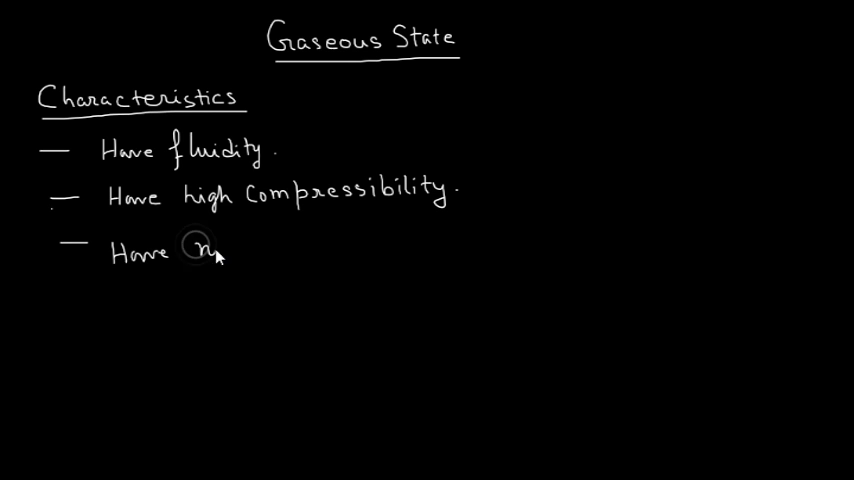 Gaseous State
Characteristics
— Have fluidity.
— Have high compressibility.
— Have n